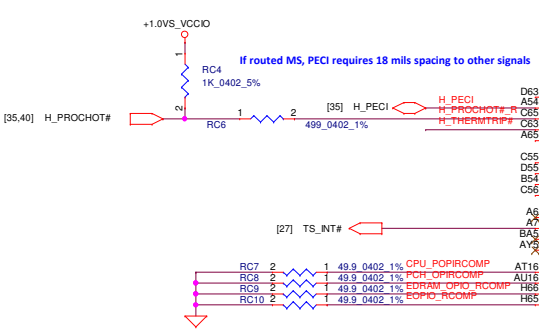 +1.0VS_VCCIO
If routed MS, PECI requires 18 mils spacing to other signals
1
RC4
1K_0402_5%
2
D63
[35] H_PECI H_PECI A54
[35,40] H_PROCHOT# RC6 1 2 499_0402_1% H_PROCHOT#_R C65
H_THERMTRIP# C63
A65
C55
D55
B54
C56
A6
[27] TS_INT# A7
BA5
AY5
RC7 2 1 49.9_0402_1% CPU_POPIRCOMP AT16
RC8 2 1 49.9_0402_1% PCH_OPIRCOMP AU16
RC9 2 1 49.9_0402_1% EDRAM_OPIO_RCOMP H66
RC10 2 1 49.9_0402_1% EOPIO_RCOMP H65